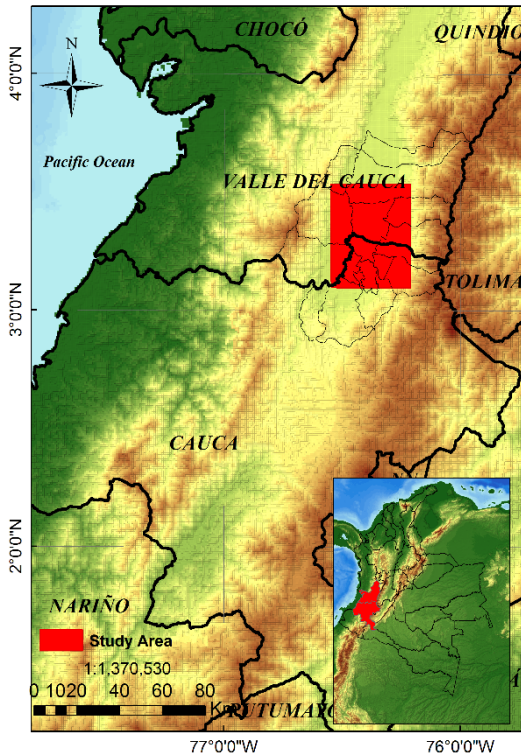 CHOCÓ
QUINDIO
N
4°0'0"N
Pacific Ocean
VALLE DEL CAUCA
TOLIMA
3°0'0"N
CAUCA
2°0'0"N
NARIÑO
Study Area
1:1,370,530
0 1020 40 60 80
Km
PUTUMAYO
77°0'0"W
76°0'0"W